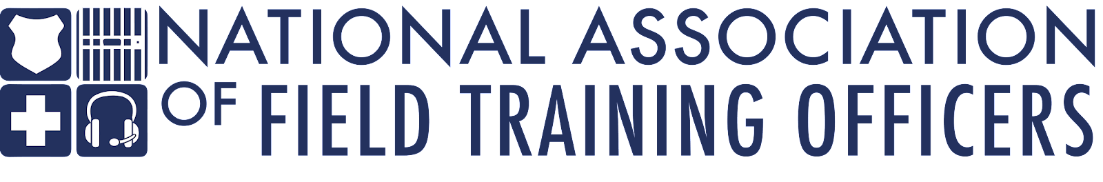 NATIONAL ASSOCIATION
OF FIELD TRAINING OFFICERS